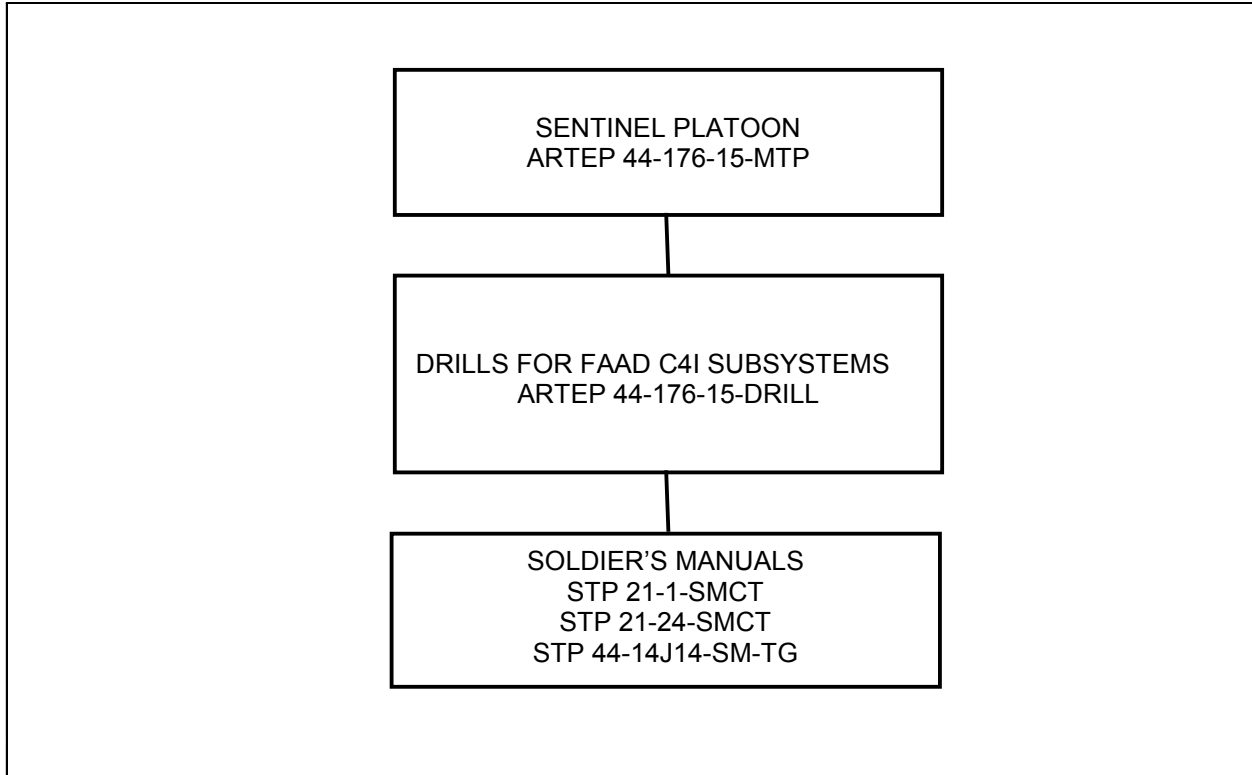 SENTINEL PLATOON
ARTEP 44-176-15-MTP
DRILLS FOR FAAD C4I SUBSYSTEMS
ARTEP 44-176-15-DRILL
SOLDIER’S MANUALS
STP 21-1-SMCT
STP 21-24-SMCT
STP 44-14J14-SM-TG